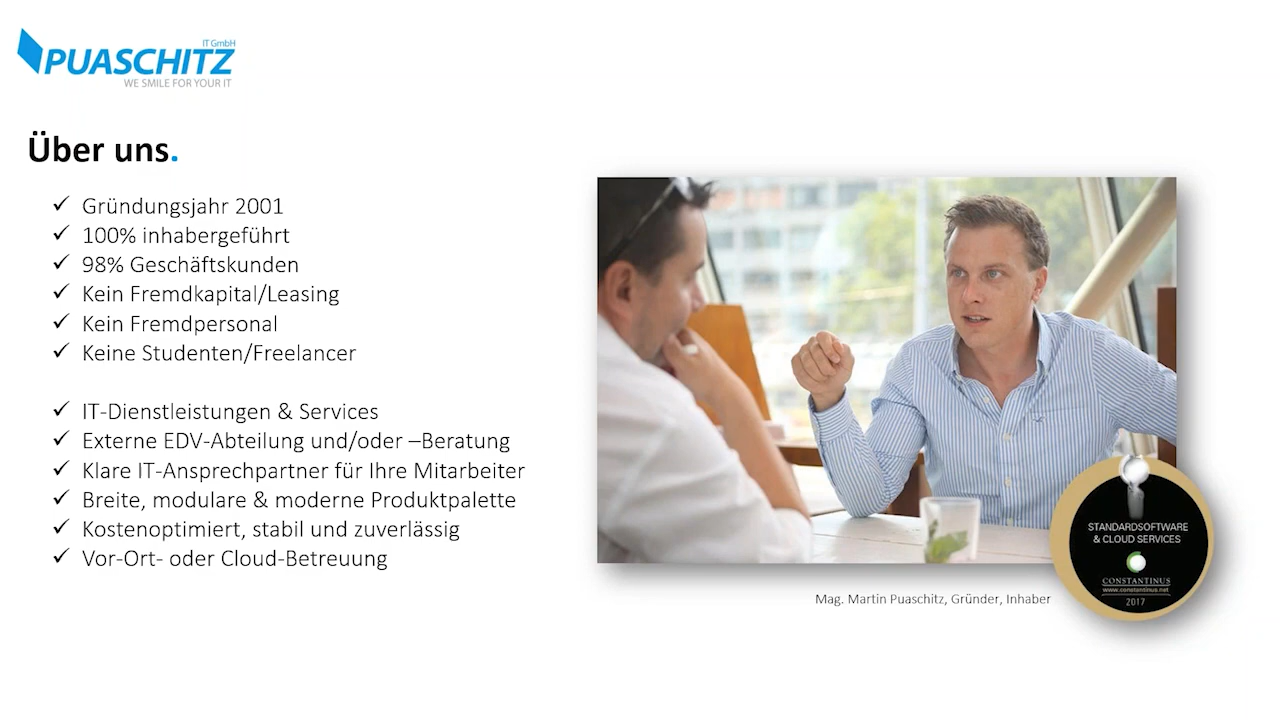 IT GmbH
PUASCHITZ
WE SMILE FOR YOUR IT
Über uns.
✓ Gründungsjahr 2001
✓ 100% inhabergeführt
✓ 98% Geschäftskunden
✓ Kein Fremdkapital/Leasing
✓ Kein Fremdpersonal
✓ Keine Studenten/Freelancer
✓ IT-Dienstleistungen & Services
✓ Externe EDV-Abteilung und/oder –Beratung
✓ Klare IT-Ansprechpartner für Ihre Mitarbeiter
✓ Breite, modulare & moderne Produktpalette
✓ Kostenoptimiert, stabil und zuverlässig
✓ Vor-Ort- oder Cloud-Betreuung
STANDARDSOFTWARE
& CLOUD SERVICES
CONSTANTINUS
www.constantinus.net
2017
Mag. Martin Puaschitz, Gründer, Inhaber